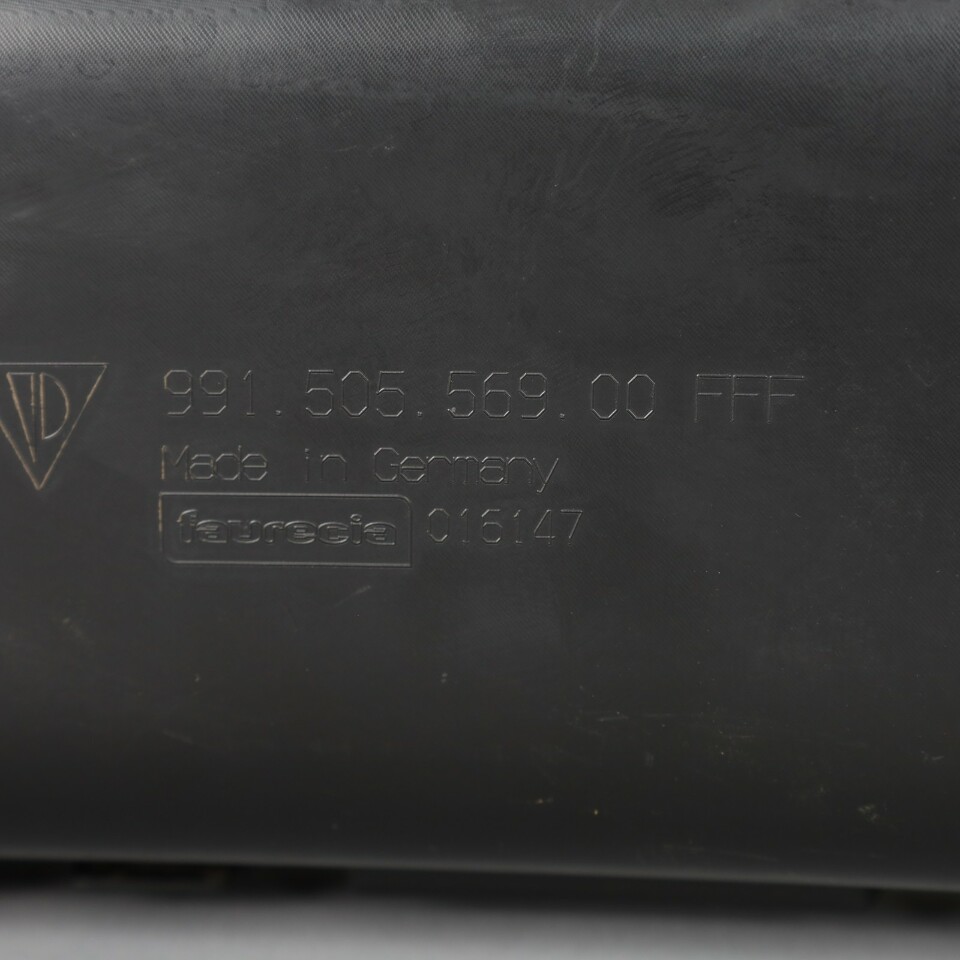 991.505.569.00 FFF
Made in Germany
faurecia 016147